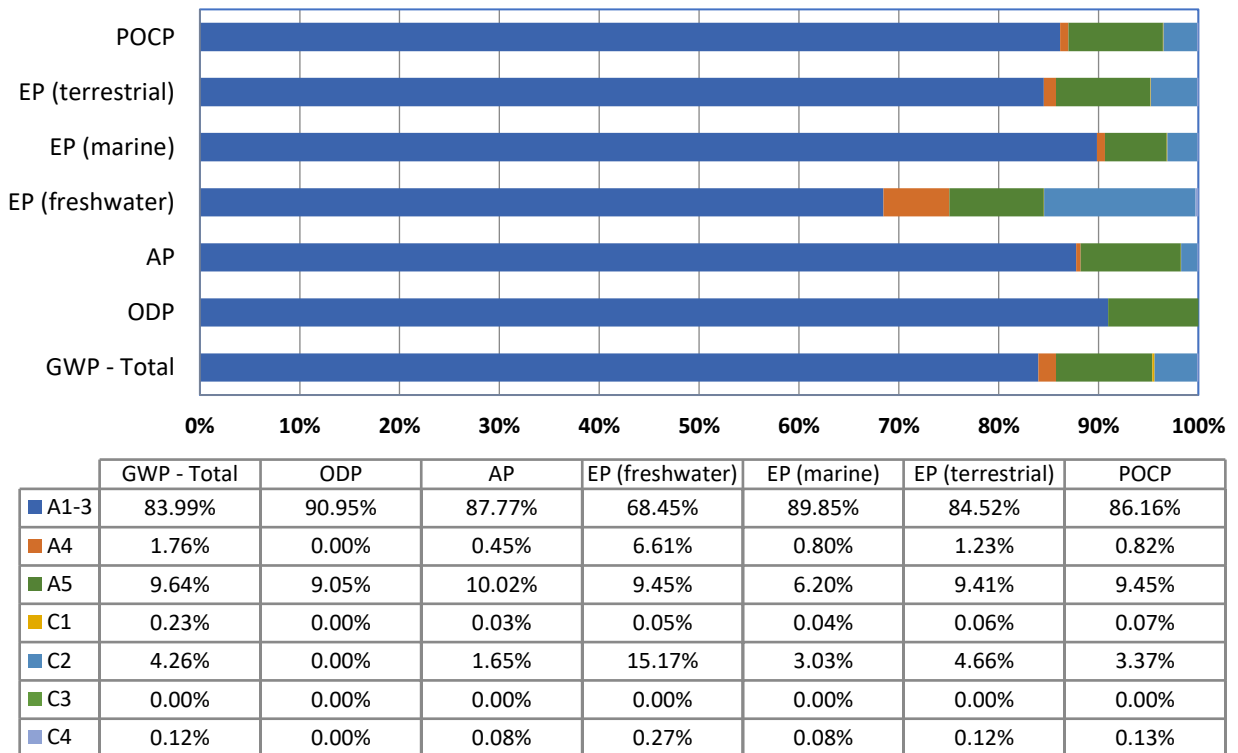 POCP
EP (terrestrial)
EP (marine)
EP (freshwater)
AP
ODP
GWP - Total
0% 10% 20% 30% 40% 50% 60% 70% 80% 90% 100%
GWP - Total ODP AP EP (freshwater) EP (marine) EP (terrestrial) POCP
A1-3 83.99% 90.95% 87.77% 68.45% 89.85% 84.52% 86.16%
A4 1.76% 0.00% 0.45% 6.61% 0.80% 1.23% 0.82%
A5 9.64% 9.05% 10.02% 9.45% 6.20% 9.41% 9.45%
C1 0.23% 0.00% 0.03% 0.05% 0.04% 0.06% 0.07%
C2 4.26% 0.00% 1.65% 15.17% 3.03% 4.66% 3.37%
C3 0.00% 0.00% 0.00% 0.00% 0.00% 0.00% 0.00%
C4 0.12% 0.00% 0.08% 0.27% 0.08% 0.12% 0.13%